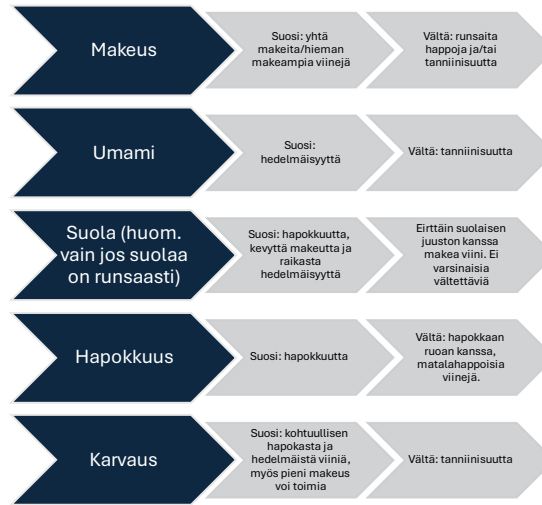 Makeus
Suosi: yhtä
makeita/hieman
makeampia viinejä
Vältä: runsaita
happoja ja/tai
tanniinisuutta
Umami
Suosi:
hedelmäisyyttä
Vältä: tanniinisuutta
Suola (huom.
vain jos suolaa
on runsaasti)
Suosi: hapokkuutta,
kevyttä makeutta ja
raikasta
hedelmäisyyttä
Eirttäin suolaisen
juuston kanssa
makea viini. Ei
varsinaisia
vältettäviä
Hapokkuus
Suosi: hapokkuutta
Vältä: hapokkaan
ruoan kanssa,
matalahappoisia
viinejä.
Karvaus
Suosi: kohtuullisen
hapokasta ja
hedelmäistä viiniä,
myös pieni makeus
voi toimia
Vältä: tanniinisuutta